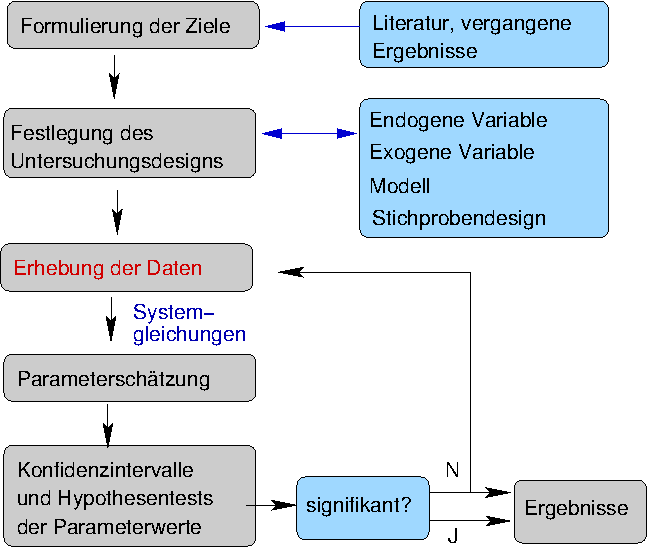 Formulierung der Ziele
Literatur, vergangene
Ergebnisse
Festlegung des
Untersuchungsdesigns
Endogene Variable
Exogene Variable
Modell
Stichprobendesign
Erhebung der Daten
System−
gleichungen
Parameterschätzung
Konfidenzintervalle
und Hypothesentests
der Parameterwerte
signifikant?
N
J
Ergebnisse